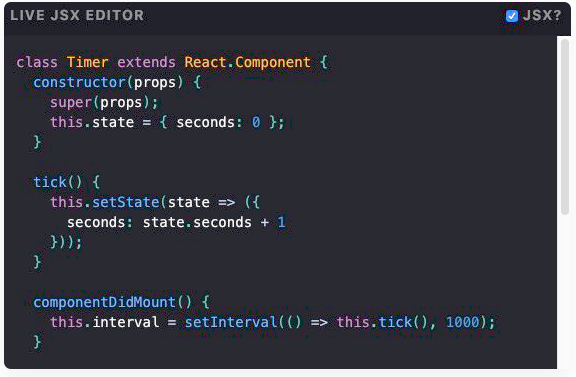 LIVE JSX EDITOR
JSX?
class Timer extends React.Component {
  constructor(props) {
    super(props);
    this.state = { seconds: 0 };
  }

  tick() {
    this.setState(state => ({
      seconds: state.seconds + 1
    }));
  }

  componentDidMount() {
    this.interval = setInterval(() => this.tick(), 1000);
  }